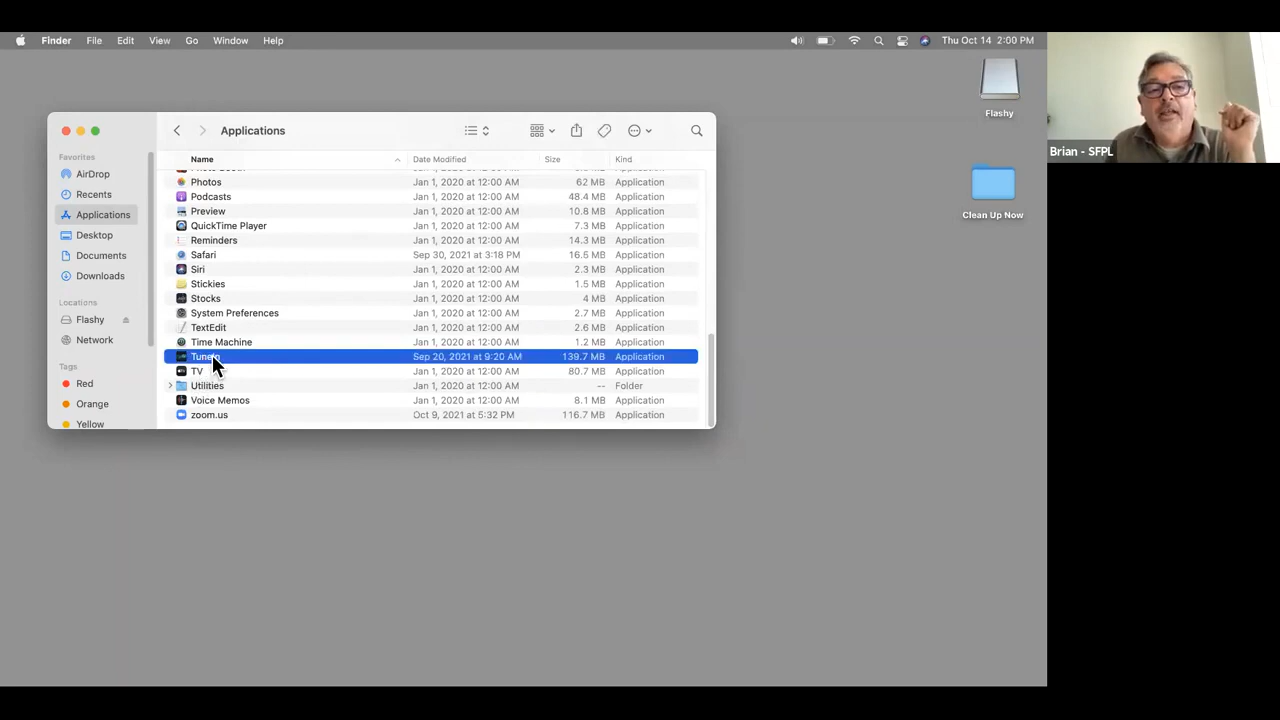 Finder File Edit View Go Window Help Thu Oct 14 2:00 PM
Flashy
Clean Up Now
Brian - SFPL
Applications
Favorites
AirDrop
Recents
Applications
Desktop
Documents
Downloads
Locations
Flashy
Network
Tags
Red
Orange
Yellow
Name Date Modified Size Kind
Jan 1, 2020 at 12:00 AM Application
Photos Jan 1, 2020 at 12:00 AM 62 MB Application
Podcasts Jan 1, 2020 at 12:00 AM 48.4 MB Application
Preview Jan 1, 2020 at 12:00 AM 10.8 MB Application
QuickTime Player Jan 1, 2020 at 12:00 AM 7.3 MB Application
Reminders Jan 1, 2020 at 12:00 AM 14.3 MB Application
Safari Sep 30, 2021 at 3:18 PM 16.5 MB Application
Siri Jan 1, 2020 at 12:00 AM 2.3 MB Application
Stickies Jan 1, 2020 at 12:00 AM 1.5 MB Application
Stocks Jan 1, 2020 at 12:00 AM 4 MB Application
System Preferences Jan 1, 2020 at 12:00 AM 2.7 MB Application
TextEdit Jan 1, 2020 at 12:00 AM 2.6 MB Application
Time Machine Jan 1, 2020 at 12:00 AM 1.2 MB Application
TuneIn Sep 20, 2021 at 9:20 AM 139.7 MB Application
TV Jan 1, 2020 at 12:00 AM 80.7 MB Application
Utilities Jan 1, 2020 at 12:00 AM -- Folder
Voice Memos Jan 1, 2020 at 12:00 AM 8.1 MB Application
zoom.us Oct 9, 2021 at 5:32 PM 116.7 MB Application